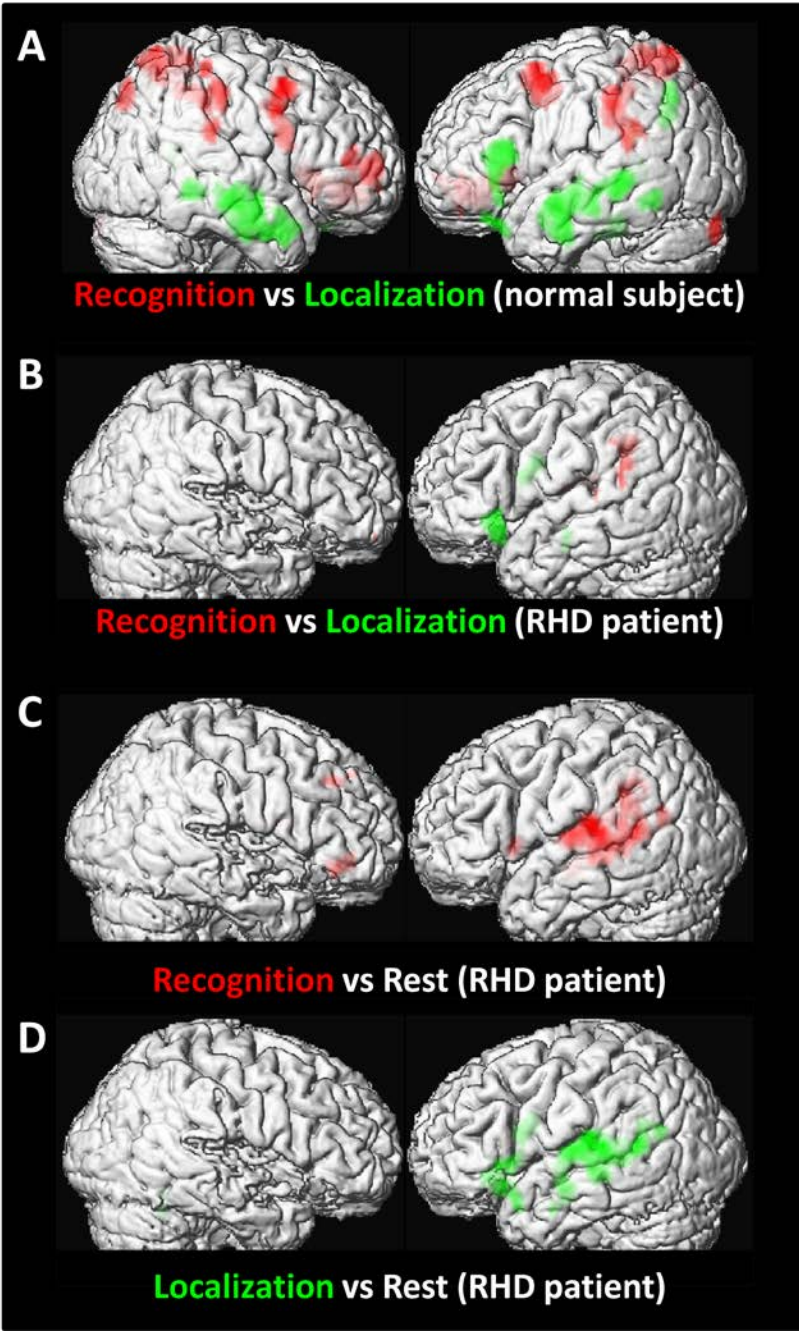 A
Recognition vs Localization (normal subject)
B
Recognition vs Localization (RHD patient)
C
Recognition vs Rest (RHD patient)
D
Localization vs Rest (RHD patient)